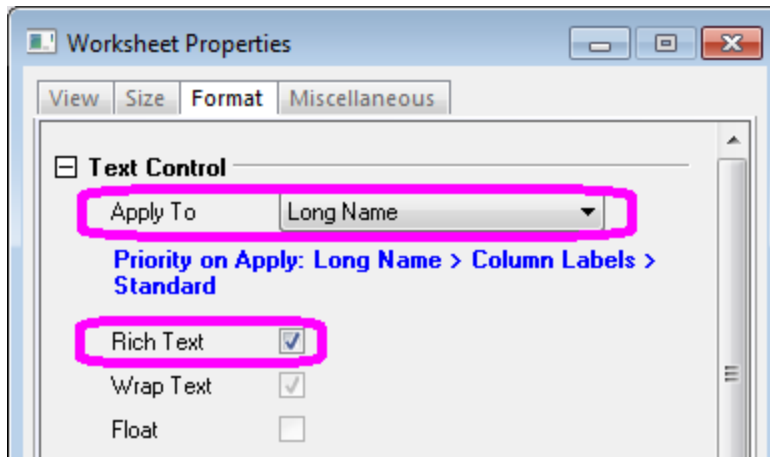 Worksheet Properties
View Size Format Miscellaneous
Text Control
Apply To Long Name
Priority on Apply: Long Name > Column Labels >
Standard
Rich Text
Wrap Text
Float